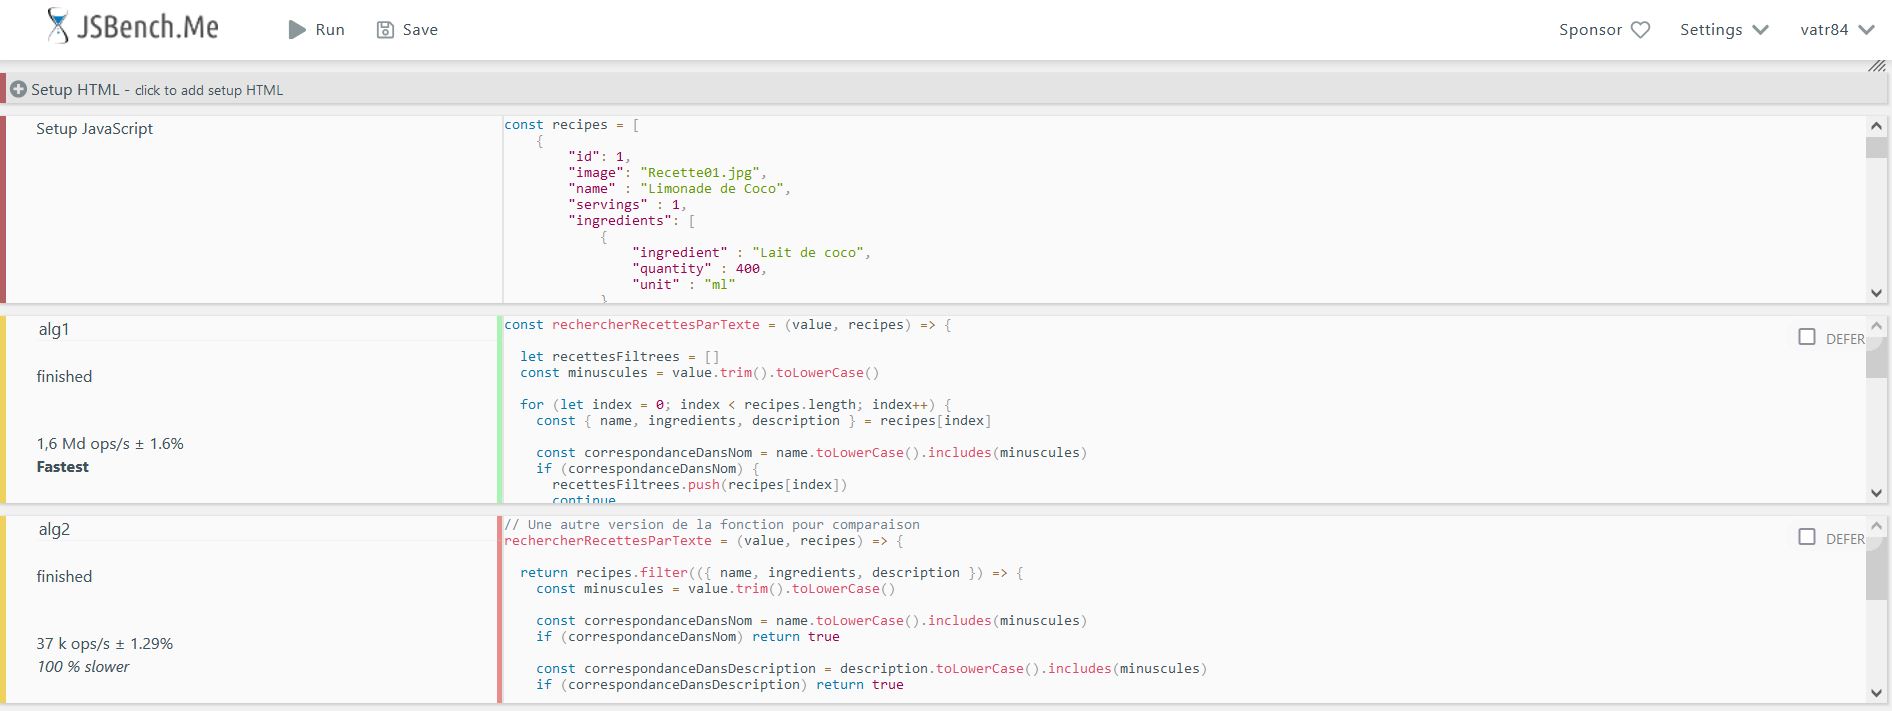 JSBench.Me
Run
Save
Sponsor
Settings
vatr84
Setup HTML - click to add setup HTML
Setup JavaScript
const recipes = [
{
"id": 1,
"image": "Recette01.jpg",
"name" : "Limonade de Coco",
"servings" : 1,
"ingredients": [
{
"ingredient" : "Lait de coco",
"quantity" : 400,
"unit" : "ml"
}
alg1
finished
1,6 Md ops/s ± 1.6%
Fastest
const rechercherRecettesParTexte = (value, recipes) => {
let recettesFiltrees = []
const minuscules = value.trim().toLowerCase()
for (let index = 0; index < recipes.length; index++) {
const { name, ingredients, description } = recipes[index]
const correspondanceDansNom = name.toLowerCase().includes(minuscules)
if (correspondanceDansNom) {
recettesFiltrees.push(recipes[index])
continue
DEFER
alg2
finished
37 k ops/s ± 1.29%
100 % slower
// Une autre version de la fonction pour comparaison
rechercherRecettesParTexte = (value, recipes) => {
return recipes.filter(({ name, ingredients, description }) => {
const minuscules = value.trim().toLowerCase()
const correspondanceDansNom = name.toLowerCase().includes(minuscules)
if (correspondanceDansNom) return true
const correspondanceDansDescription = description.toLowerCase().includes(minuscules)
if (correspondanceDansDescription) return true
DEFER